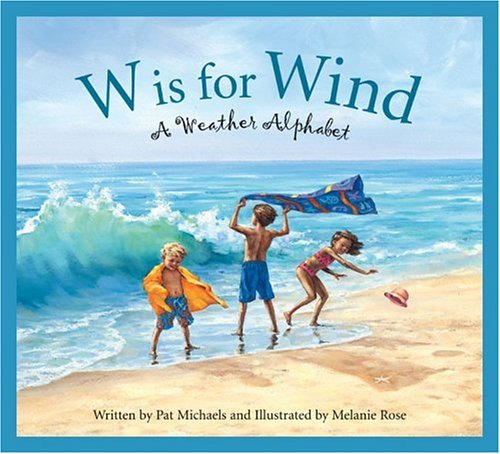 W is for Wind
A Weather Alphabet
Written by Pat Michaels and Illustrated by Melanie Rose